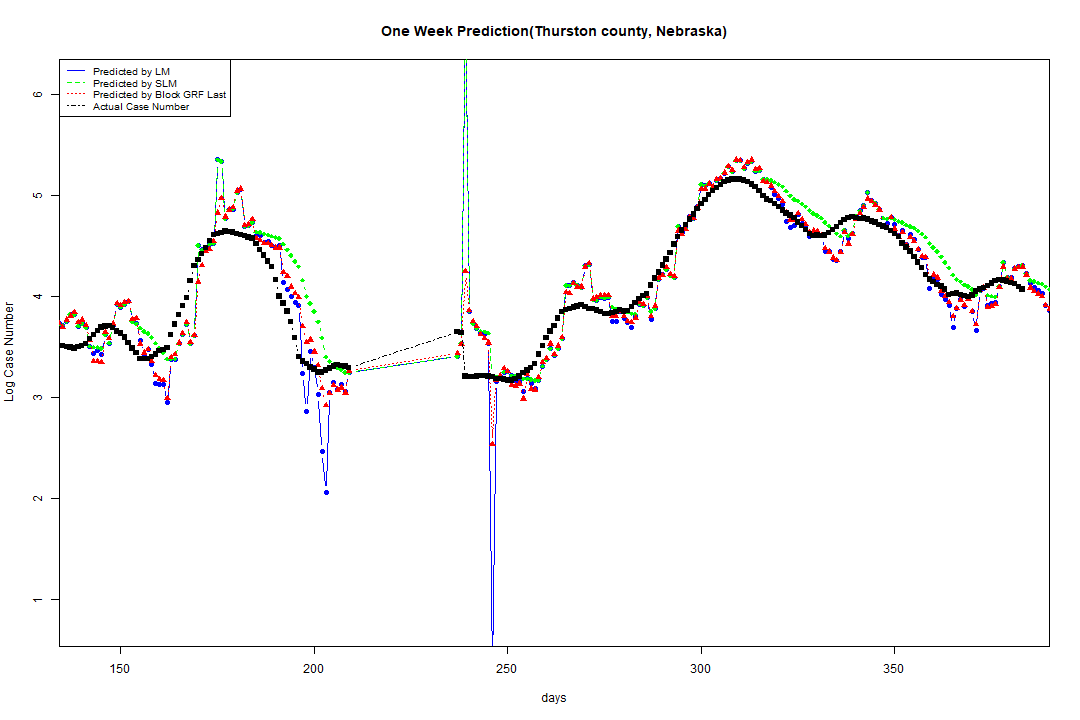 One Week Prediction(Thurston county, Nebraska)
Predicted by LM
Predicted by SLM
Predicted by Block GRF Last
Actual Case Number
6
5
4
3
2
1
Log Case Number
150
200
250
300
350
days